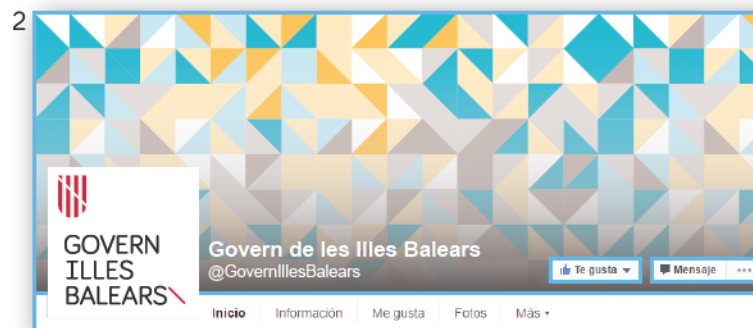 2
GOVERN
ILLES
BALEARS
Govern de les Illes Balears
@GovernIllesBalears
Te gusta
Mensaje
Inicio Información Me gusta Fotos Más